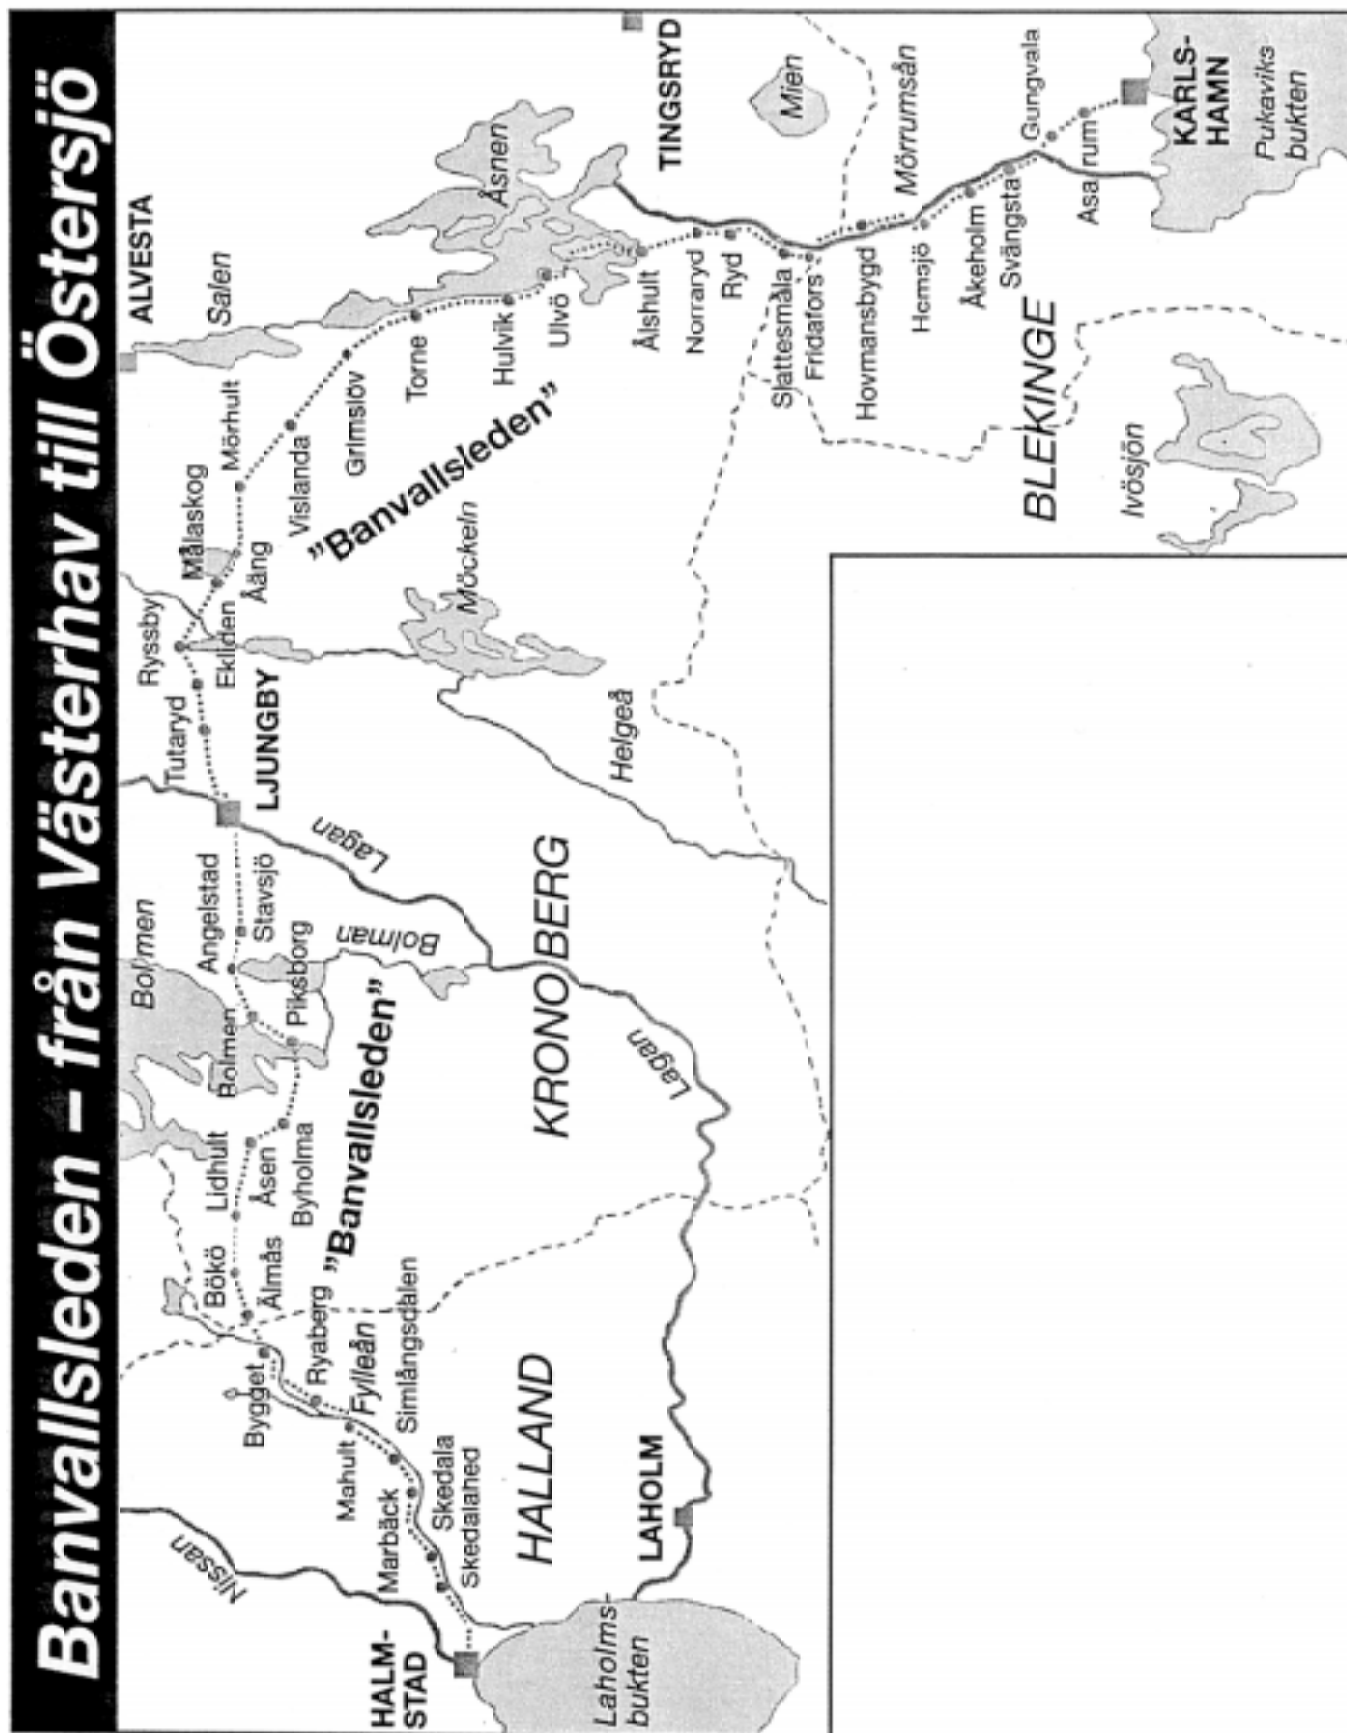 Banvallsleden – från Västerhav till Östersjö
HALM-
STAD
Laholms-
bukten
Nissan
Skedalahed
Skedala
Marbäck
Simlångsdalen
Mahult
Fylleån
Ryaberg
Bygget
HALLAND
LAHOLM
Älmås
Bökö
Lidhult
Åsen
Byholma
"Banvallsleden"
Bolmen
Bolmen
Piksborg
Angelstad
Stavsjö
Bolman
Lagan
Lagan
KRONOBERG
LJUNGBY
Tutaryd
Ekliden
Ryssby
Målaskog
Åång
Mörhult
Vislanda
"Banvallsleden"
Möckeln
Helgeå
Grimslöv
ALVESTA
Salen
Torne
Hulvik
Ulvö
Åsnen
Ålshult
Norraryd
Ryd
TINGSRYD
Slattesmåla
Fridafors
Mien
Hovmansbygd
Mörrumsån
Hemsjö
Åkeholm
Svängsta
Gungvala
Asarum
KARLS-
HAMN
Pukaviks
bukten
BLEKINGE
Ivösjön